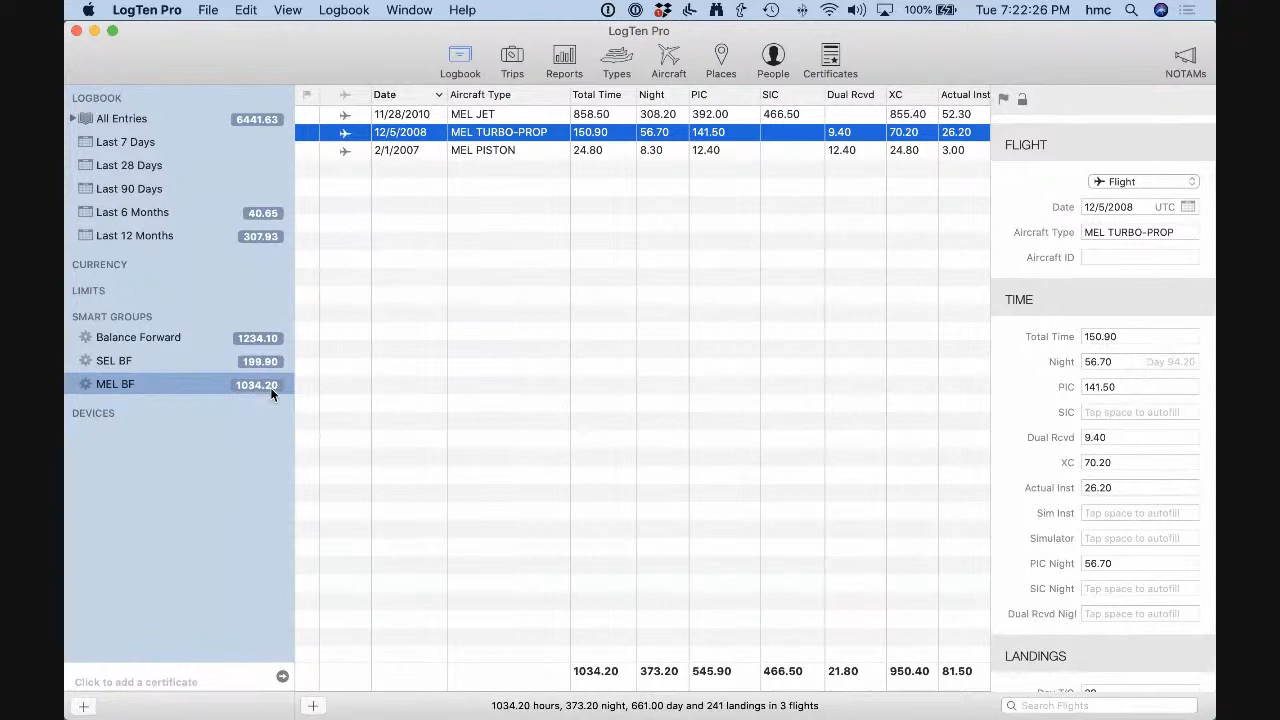 LogTen Pro File Edit View Logbook Window Help 100% Tue 7:22:26 PM hmc
LogTen Pro
Logbook Trips Reports Types Aircraft Places People Certificates NOTAMs
LOGBOOK
All Entries 6441.63
Last 7 Days
Last 28 Days
Last 90 Days
Last 6 Months 40.65
Last 12 Months 307.93
CURRENCY
LIMITS
SMART GROUPS
Balance Forward 1234.10
SEL BF 199.90
MEL BF 1034.20
DEVICES
Click to add a certificate
Date Aircraft Type Total Time Night PIC SIC Dual Rcvd XC Actual Inst
11/28/2010 MEL JET 858.50 308.20 392.00 466.50 855.40 52.30
12/5/2008 MEL TURBO-PROP 150.90 56.70 141.50 9.40 70.20 26.20
2/1/2007 MEL PISTON 24.80 8.30 12.40 12.40 24.80 3.00
1034.20 373.20 545.90 466.50 21.80 950.40 81.50
1034.20 hours, 373.20 night, 661.00 day and 241 landings in 3 flights
FLIGHT
Flight
Date 12/5/2008 UTC
Aircraft Type MEL TURBO-PROP
Aircraft ID
TIME
Total Time 150.90
Night 56.70 Day 94.20
PIC 141.50
SIC Tap space to autofill
Dual Rcvd 9.40
XC 70.20
Actual Inst 26.20
Sim Inst Tap space to autofill
Simulator Tap space to autofill
PIC Night 56.70
SIC Night Tap space to autofill
Dual Rcvd Nigl Tap space to autofill
LANDINGS
Search Flights